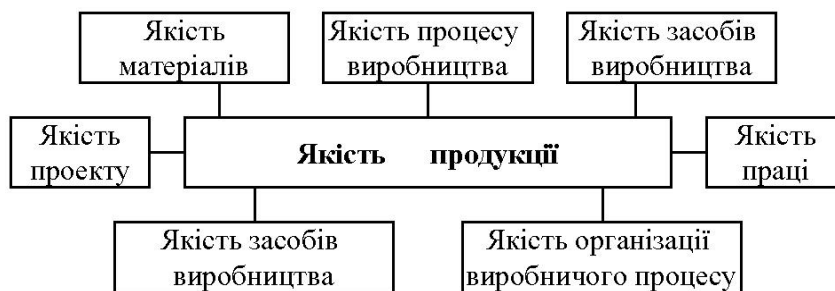 Якість
матеріалів
Якість процесу
виробництва
Якість засобів
виробництва
Якість
проекту
Якість продукції
Якість
праці
Якість засобів
виробництва
Якість організації
виробничого процесу